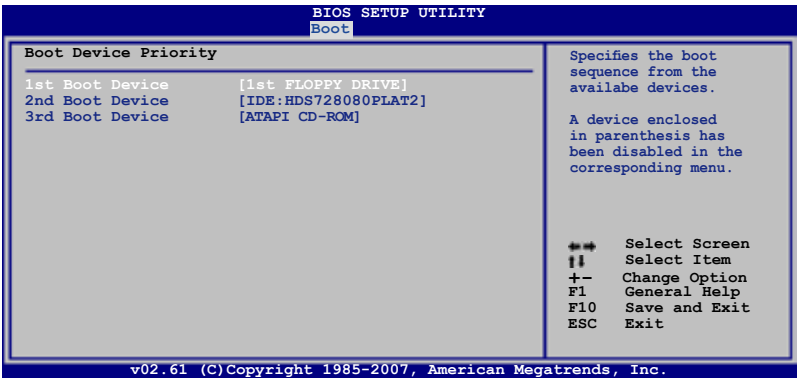 BIOS SETUP UTILITY
Boot
Boot Device Priority
1st Boot Device [1st FLOPPY DRIVE]
2nd Boot Device [IDE:HDS728080PLAT2]
3rd Boot Device [ATAPI CD-ROM]
Specifies the boot
sequence from the
availabe devices.
A device enclosed
in parenthesis has
been disabled in the
corresponding menu.
←→ Select Screen
↑↓ Select Item
+- Change Option
F1 General Help
F10 Save and Exit
ESC Exit
v02.61 (C)Copyright 1985-2007, American Megatrends, Inc.